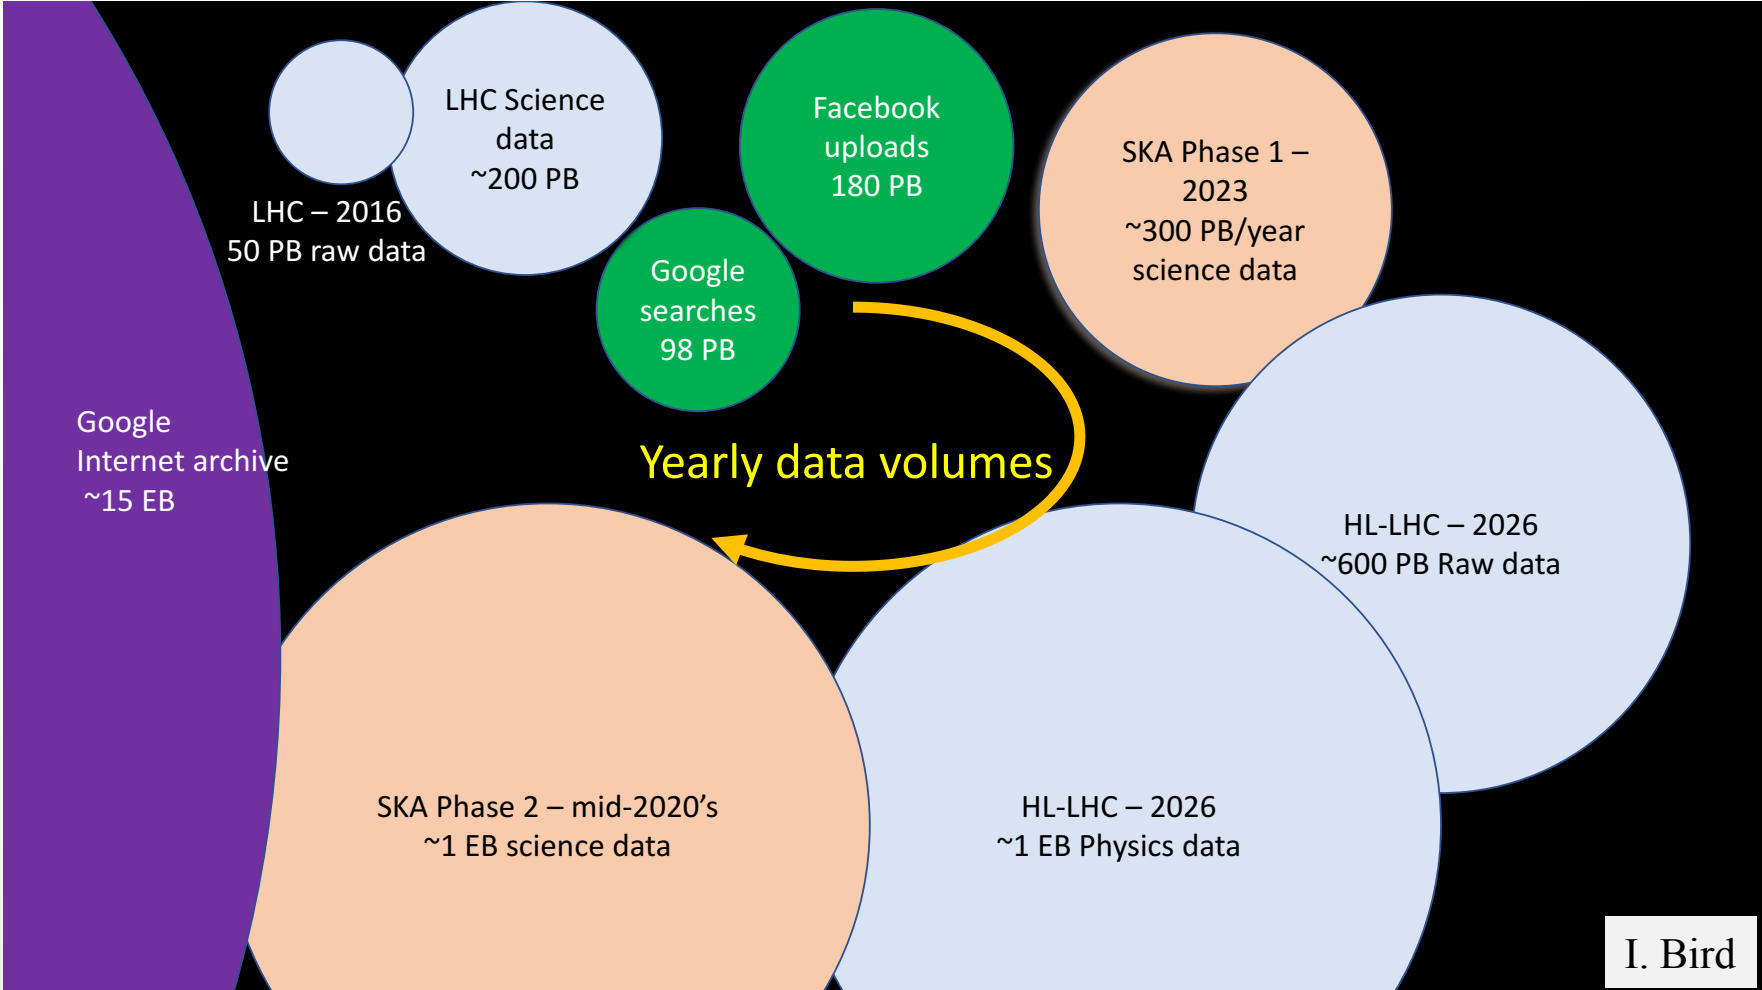 LHC Science
data
~200 PB
LHC – 2016
50 PB raw data
Facebook
uploads
180 PB
Google
searches
98 PB
SKA Phase 1 –
2023
~300 PB/year
science data
Google
Internet archive
~15 EB
Yearly data volumes
HL-LHC – 2026
~600 PB Raw data
SKA Phase 2 – mid-2020’s
~1 EB science data
HL-LHC – 2026
~1 EB Physics data
I. Bird